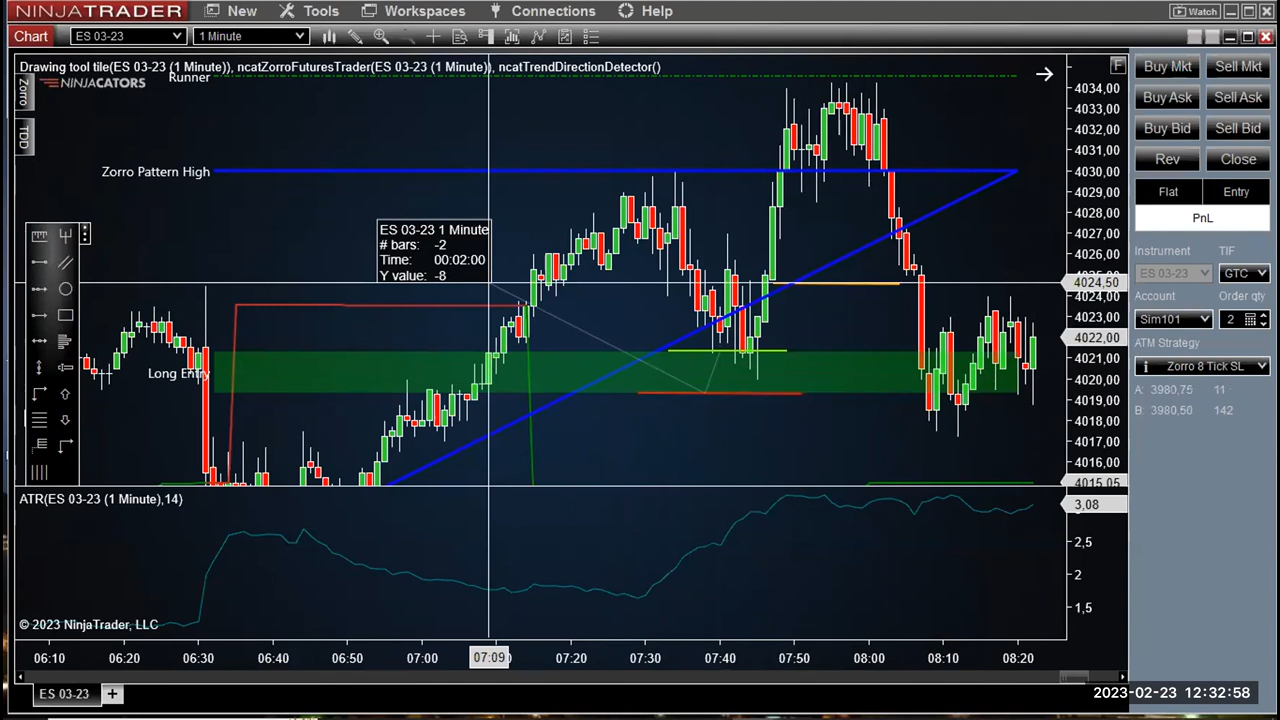 NINJATRADER New Tools Workspaces Connections Help Watch
Chart ES 03-23 1 Minute
Drawing tool tile(ES 03-23 (1 Minute)), ncatZorroFuturesTrader(ES 03-23 (1 Minute)), ncatTrendDirectionDetector()
F
Runner
NINJACATORS
Zorro
TDD
Zorro Pattern High
Long Entry
ES 03-23 1 Minute
# bars: -2
Time: 00:02:00
Y value: -8
4034,00
4033,00
4032,00
4031,00
4030,00
4029,00
4028,00
4027,00
4026,00
4024,50
4024,00
4023,00
4022,00
4021,00
4020,00
4019,00
4018,00
4017,00
4016,00
4015,05
ATR(ES 03-23 (1 Minute),14)
3,08
2,5
2
1,5
© 2023 NinjaTrader, LLC
06:10 06:20 06:30 06:40 06:50 07:00 07:09 07:20 07:30 07:40 07:50 08:00 08:10 08:20
ES 03-23
Buy Mkt Sell Mkt
Buy Ask Sell Ask
Buy Bid Sell Bid
Rev Close
Flat Entry
PnL
Instrument TIF
ES 03-23 GTC
Account Order qty
Sim101 2
ATM Strategy
Zorro 8 Tick SL
A: 3980,75 11
B: 3980,50 142
2023-02-23 12:32:58